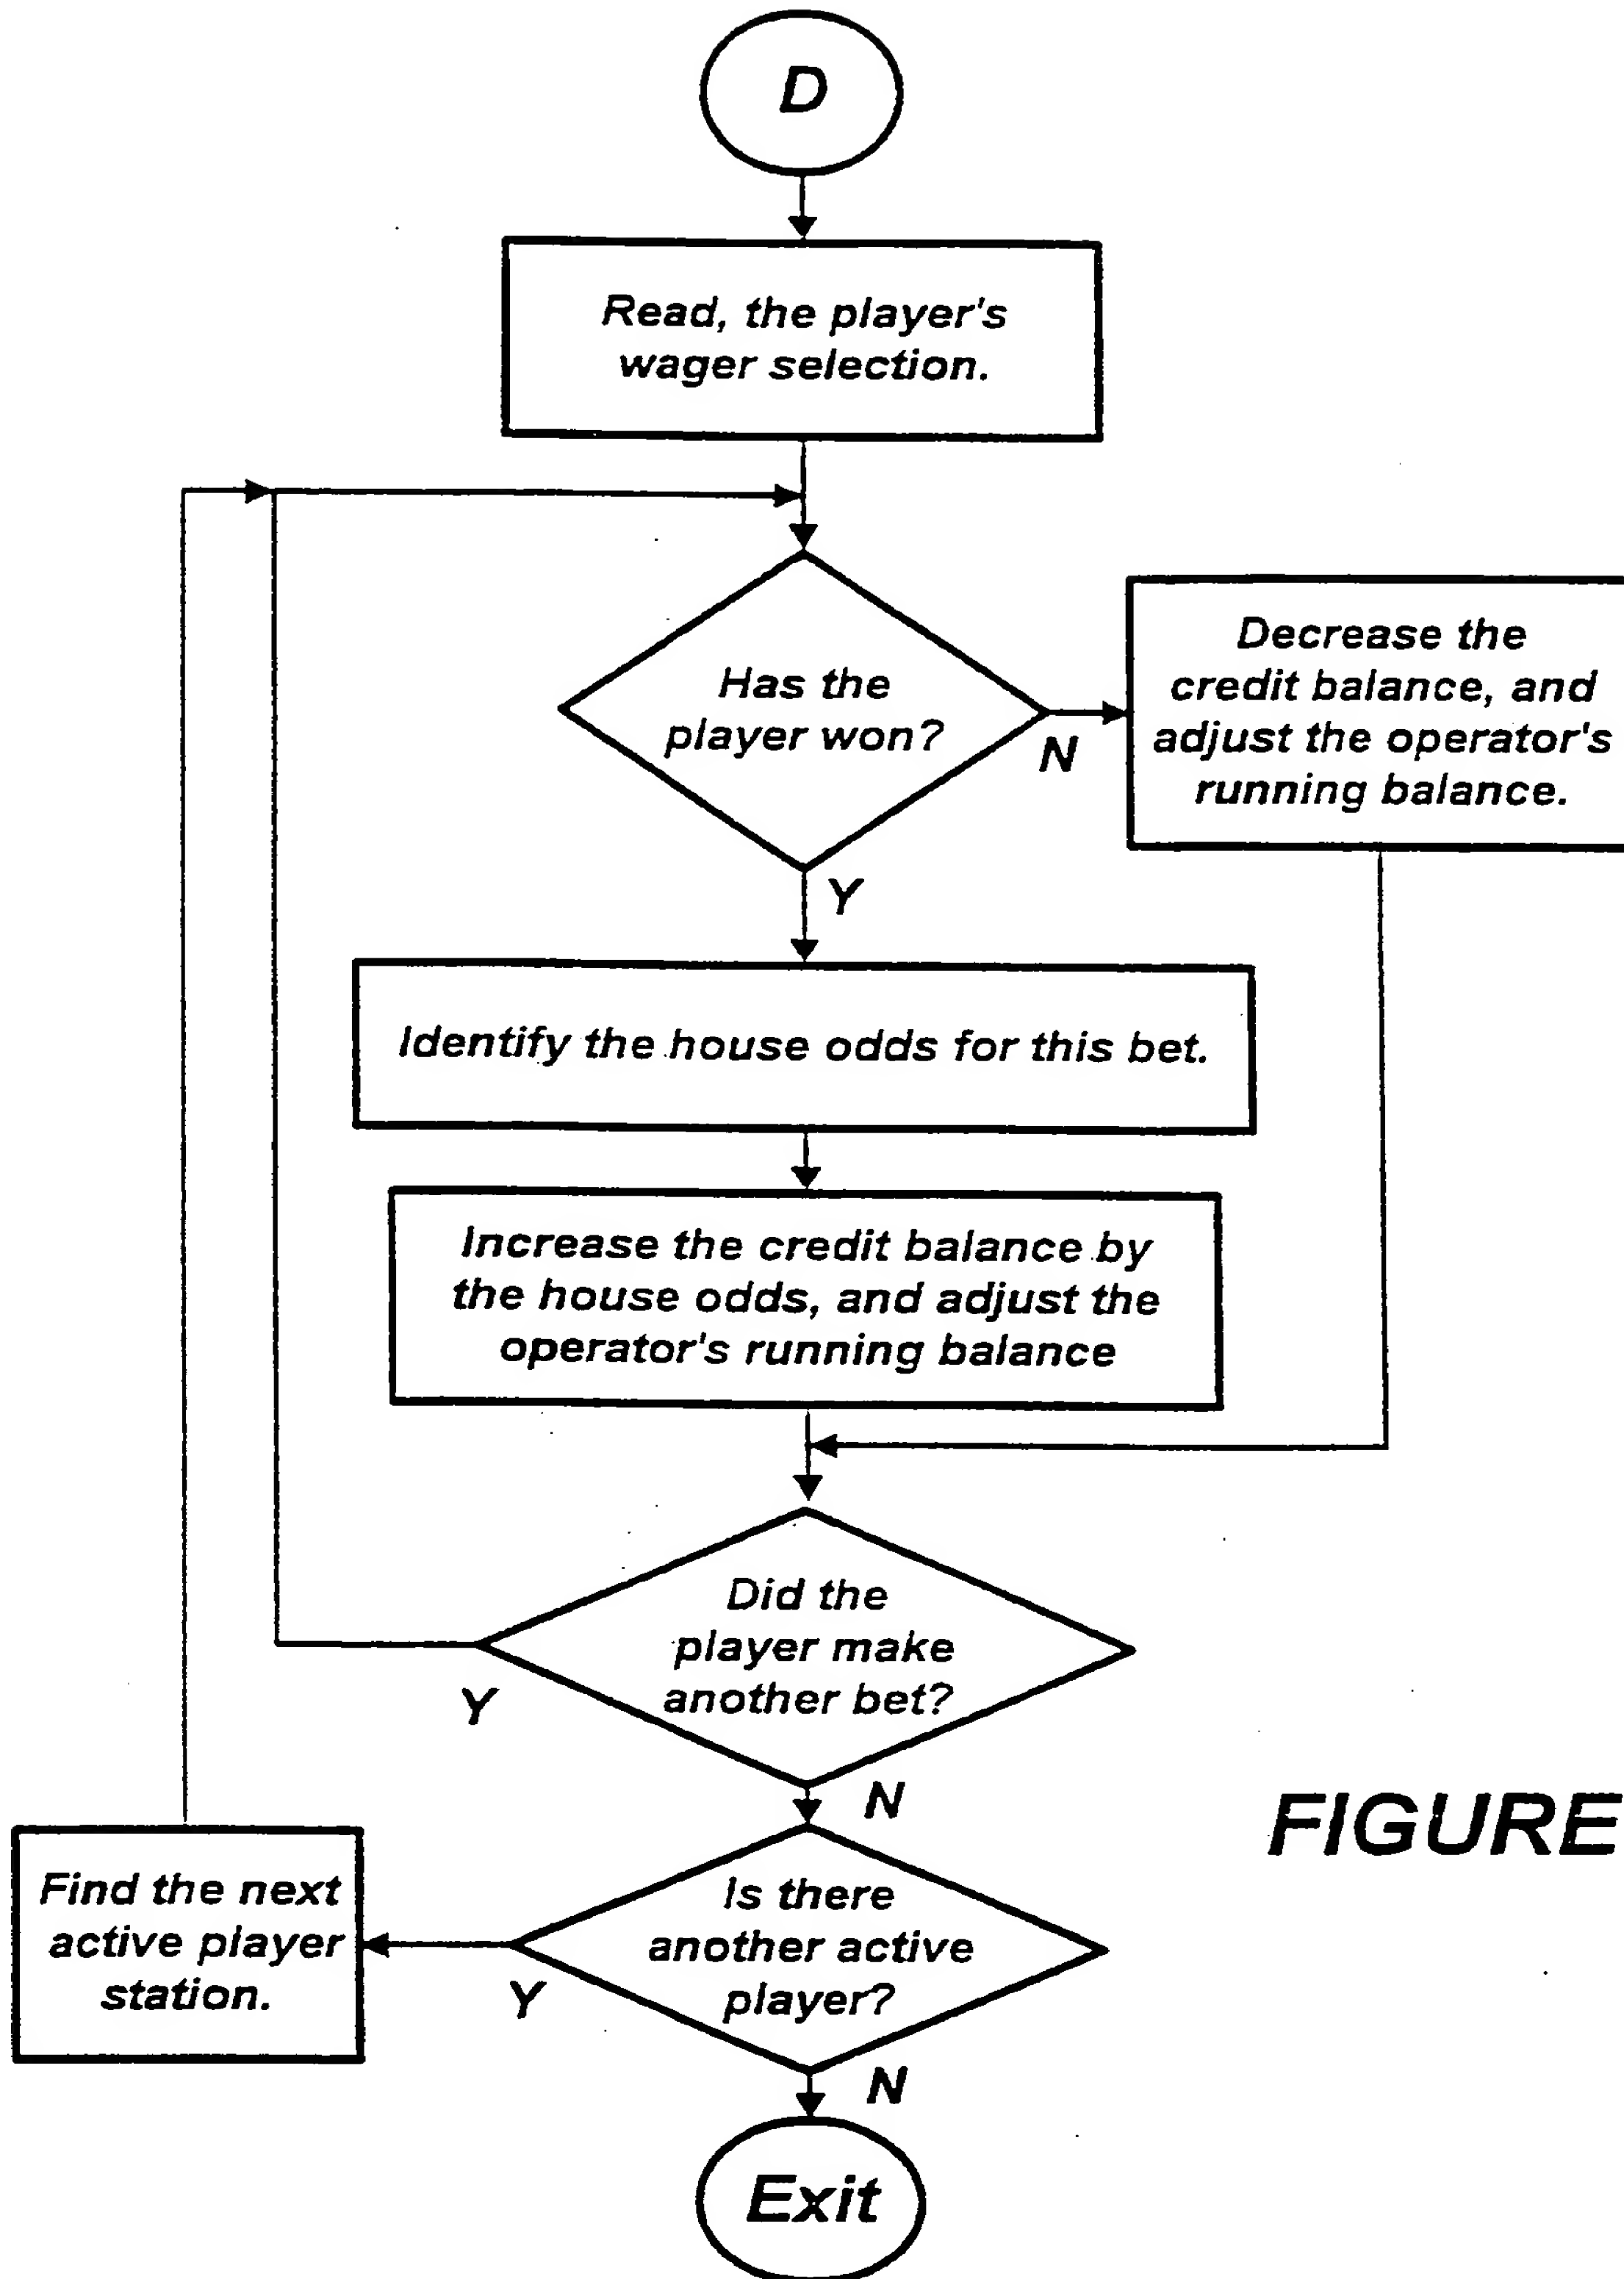 D
Read, the player's
wager selection.
Has the
player won?
N
Decrease the
credit balance, and
adjust the operator's
running balance.
Y
Identify the house odds for this bet.
Increase the credit balance by
the house odds, and adjust the
operator's running balance
Did the
player make
another bet?
Y
N
FIGURE
Find the next
active player
station.
Is there
another active
player?
Y
N
Exit